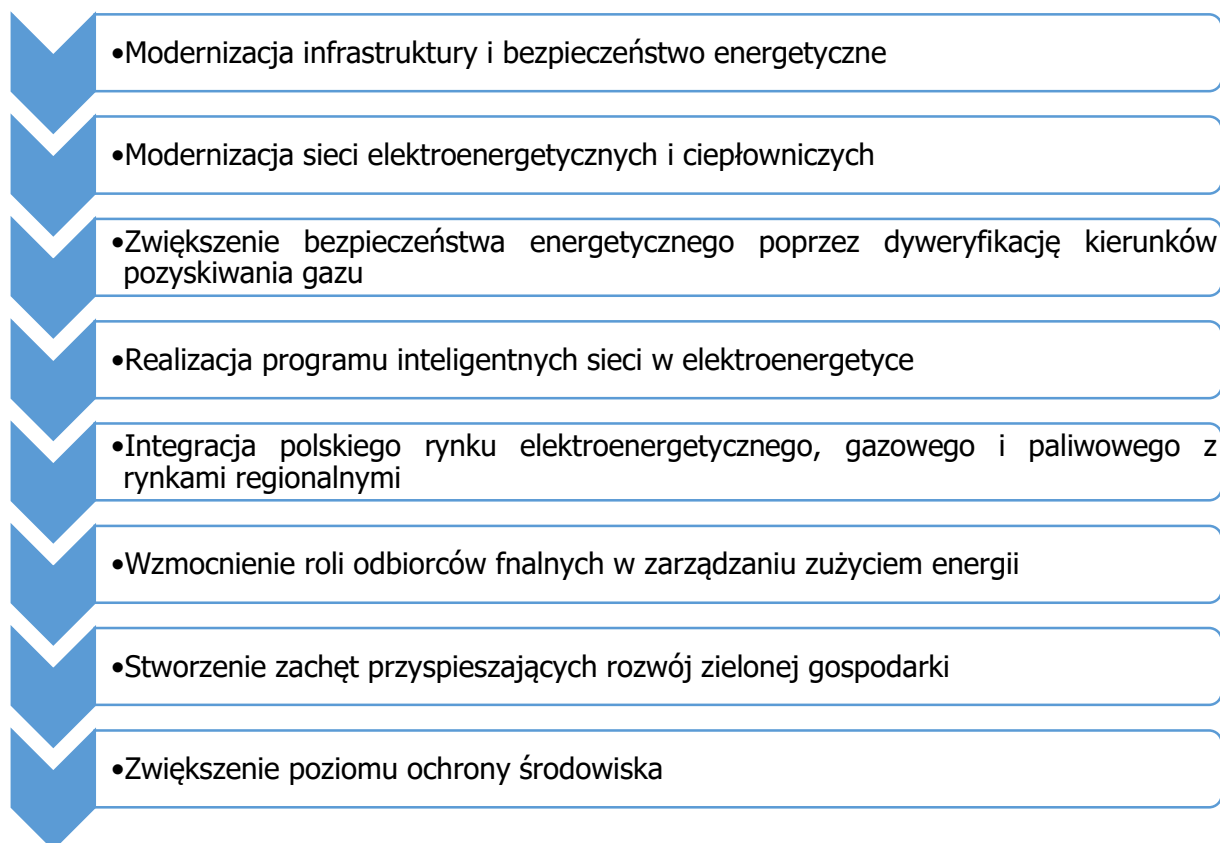 •Modernizacja infrastruktury i bezpieczeństwo energetyczne
•Modernizacja sieci elektroenergetycznych i ciepłowniczych
•Zwiększenie bezpieczeństwa energetycznego poprzez dyweryfikację kierunków
pozyskiwania gazu
•Realizacja programu inteligentnych sieci w elektroenergetyce
•Integracja polskiego rynku elektroenergetycznego, gazowego i paliwowego z
rynkami regionalnymi
•Wzmocnienie roli odbiorców fnalnych w zarządzaniu zużyciem energii
•Stworzenie zachęt przyspieszających rozwój zielonej gospodarki
•Zwiększenie poziomu ochrony środowiska